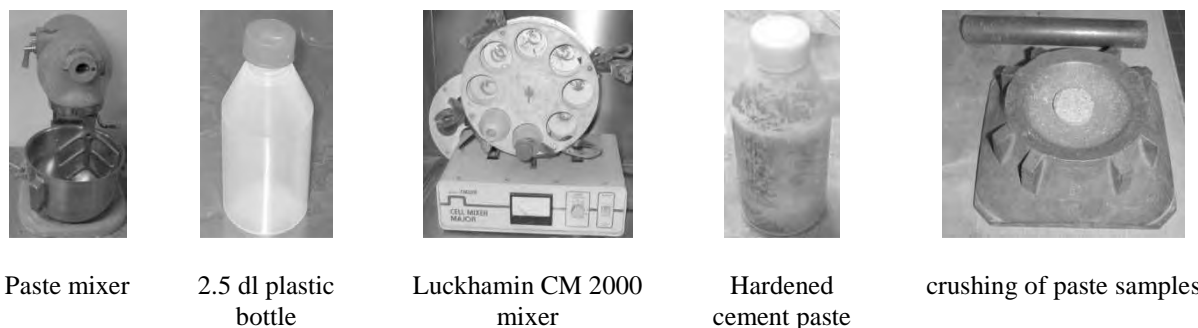 CELL MIXER
MAJOR
Paste mixer
2.5 dl plastic
bottle
Luckhamin CM 2000
mixer
Hardened
cement paste
crushing of paste samples